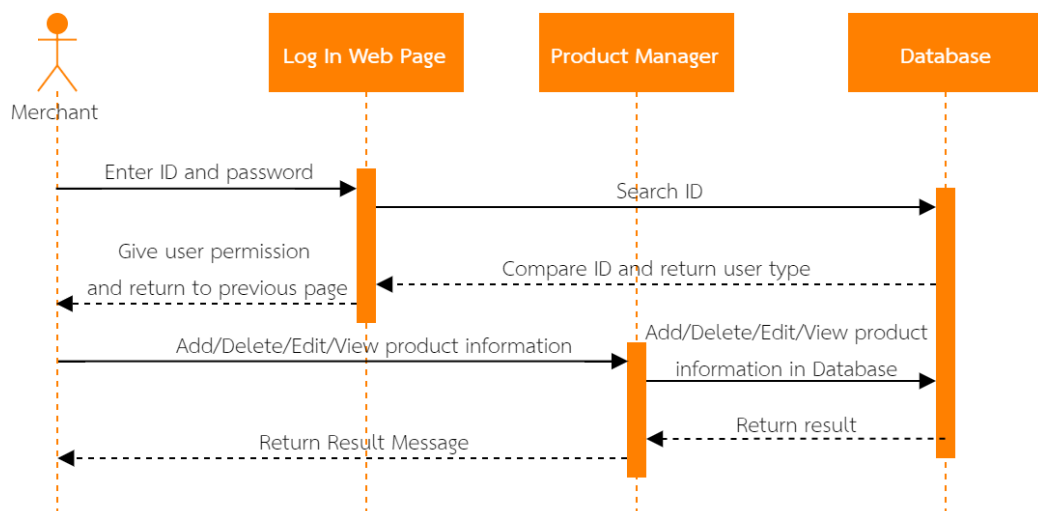 Log In Web Page
Product Manager
Database
Merchant
Enter ID and password
Search ID
Give user permission
and return to previous page
Compare ID and return user type
Add/Delete/Edit/View product information
Add/Delete/Edit/View product
information in Database
Return result
Return Result Message